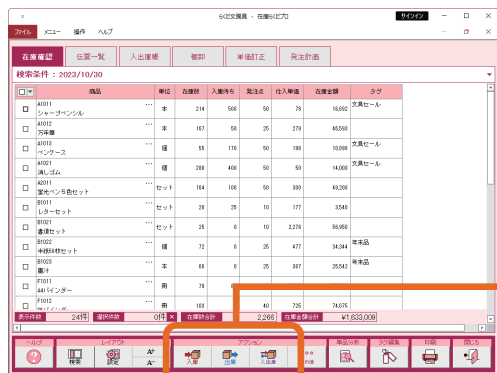 らくだ文房具 - 在庫らくだプロ
サインイン
ファイル メニュー 操作 ヘルプ
在庫確認 伝票一覧 入出庫帳 棚卸 単価訂正 発注計画
検索条件：2023/10/30
商品 単位 在庫数 入庫待ち 発注点 仕入単価 在庫金額 タグ
A1011
シャープペンシル 本 214 500 50 78 16,692 文具セール
A1012
万年筆 本 167 50 25 279 46,593
A1013
ペンケース 個 55 170 50 198 10,890 文具セール
A1021
消しゴム 個 280 400 50 50 14,000 文具セール
A2011
蛍光ペン5色セット セット 164 100 50 300 49,200
B1011
レターセット セット 20 25 10 177 3,540
B1021
書道セット セット 25 0 10 2,278 56,950
B1022
半紙50枚セット 個 72 0 25 477 34,344 年末品
B1023
墨汁 本 66 0 25 387 25,542 年末品
F1011
A4バインダー 冊
F1012
冊 103 40 725 74,675
表示件数 241件 選択件数 0件 × 在庫数合計 2,266 在庫金額合計 ¥1,633,009
ヘルプ レイアウト アクション 単品分析 タグ編集 印刷 閉じる
検索 設定 A+ A- 入庫 出庫 入出庫 の他